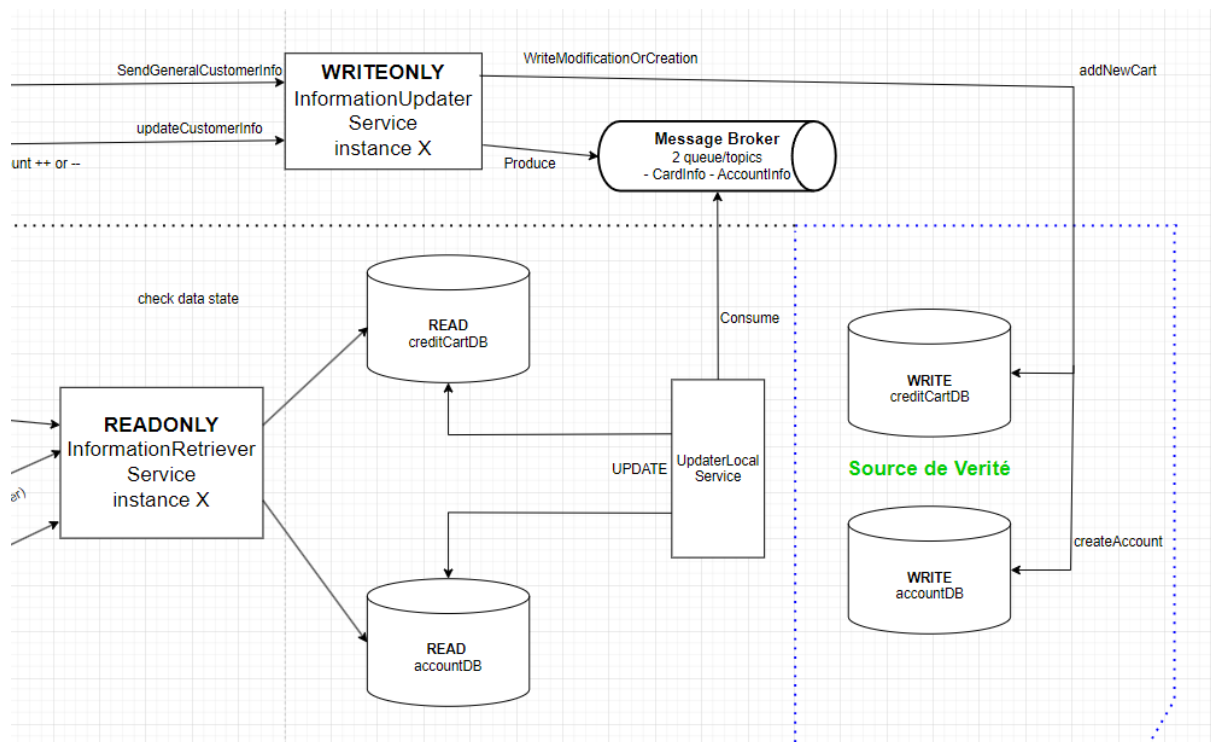 SendGeneralCustomerInfo
updateCustomerInfo
unt ++ or --
WRITEONLY
InformationUpdater
Service
instance X
WriteModificationOrCreation
addNewCart
Produce
Message Broker
2 queue/topics
- CardInfo - AccountInfo
check data state
READ
creditCartDB
Consume
READONLY
InformationRetriever
Service
instance X
er)
UPDATE
UpdaterLocal
Service
READ
accountDB
WRITE
creditCartDB
Source de Verité
createAccount
WRITE
accountDB